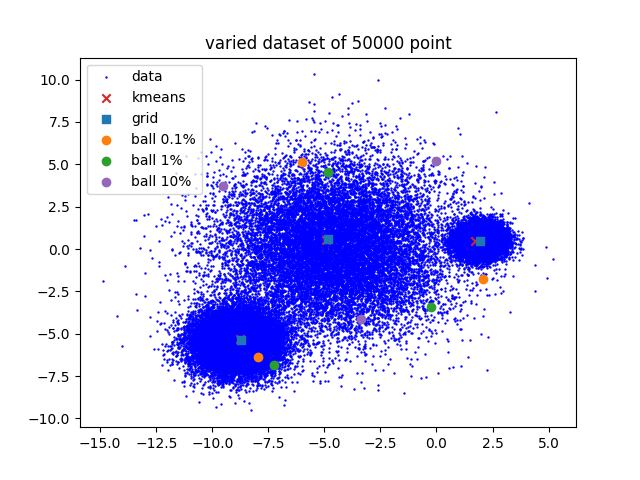 varied dataset of 50000 point
data
kmeans
grid
ball 0.1%
ball 1%
ball 10%
10.0
7.5
5.0
2.5
0.0
−2.5
−5.0
−7.5
−10.0
−15.0 −12.5 −10.0 −7.5 −5.0 −2.5 0.0 2.5 5.0